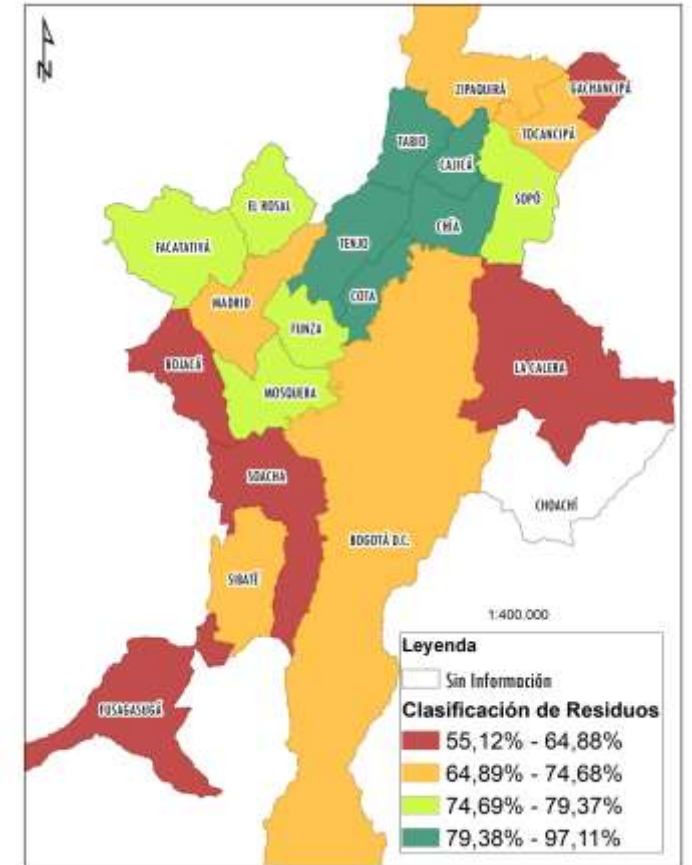 N
ZIPAQUIRÁ
GACHANCIPÁ
TOCANCIPÁ
TABIO
CAJICÁ
SOPÓ
EL ROSAL
CHÍA
FACATATIVÁ
TENJO
MADRID
COTA
FUNZA
BOJACÁ
LA CALERA
MOSQUERA
SOACHA
CHOACHÍ
BOGOTÁ D.C.
SIBATÉ
FUSAGASUGÁ
1:400.000
Leyenda
Sin Información
Clasificación de Residuos
55,12% - 64,88%
64,89% - 74,68%
74,69% - 79,37%
79,38% - 97,11%